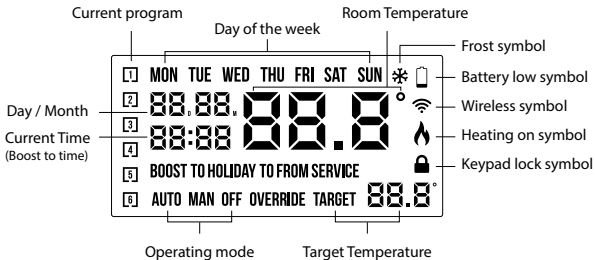 Current program
Room Temperature
Day of the week
Frost symbol
1 MON TUE WED THU FRI SAT SUN
Battery low symbol
2
Day / Month
88D 88M 88.8°
Wireless symbol
3
Current Time
88:88
Heating on symbol
(Boost to time)
4
Keypad lock symbol
5 BOOST TO HOLIDAY TO FROM SERVICE
6 AUTO MAN OFF OVERRIDE TARGET 88.8°
Operating mode
Target Temperature